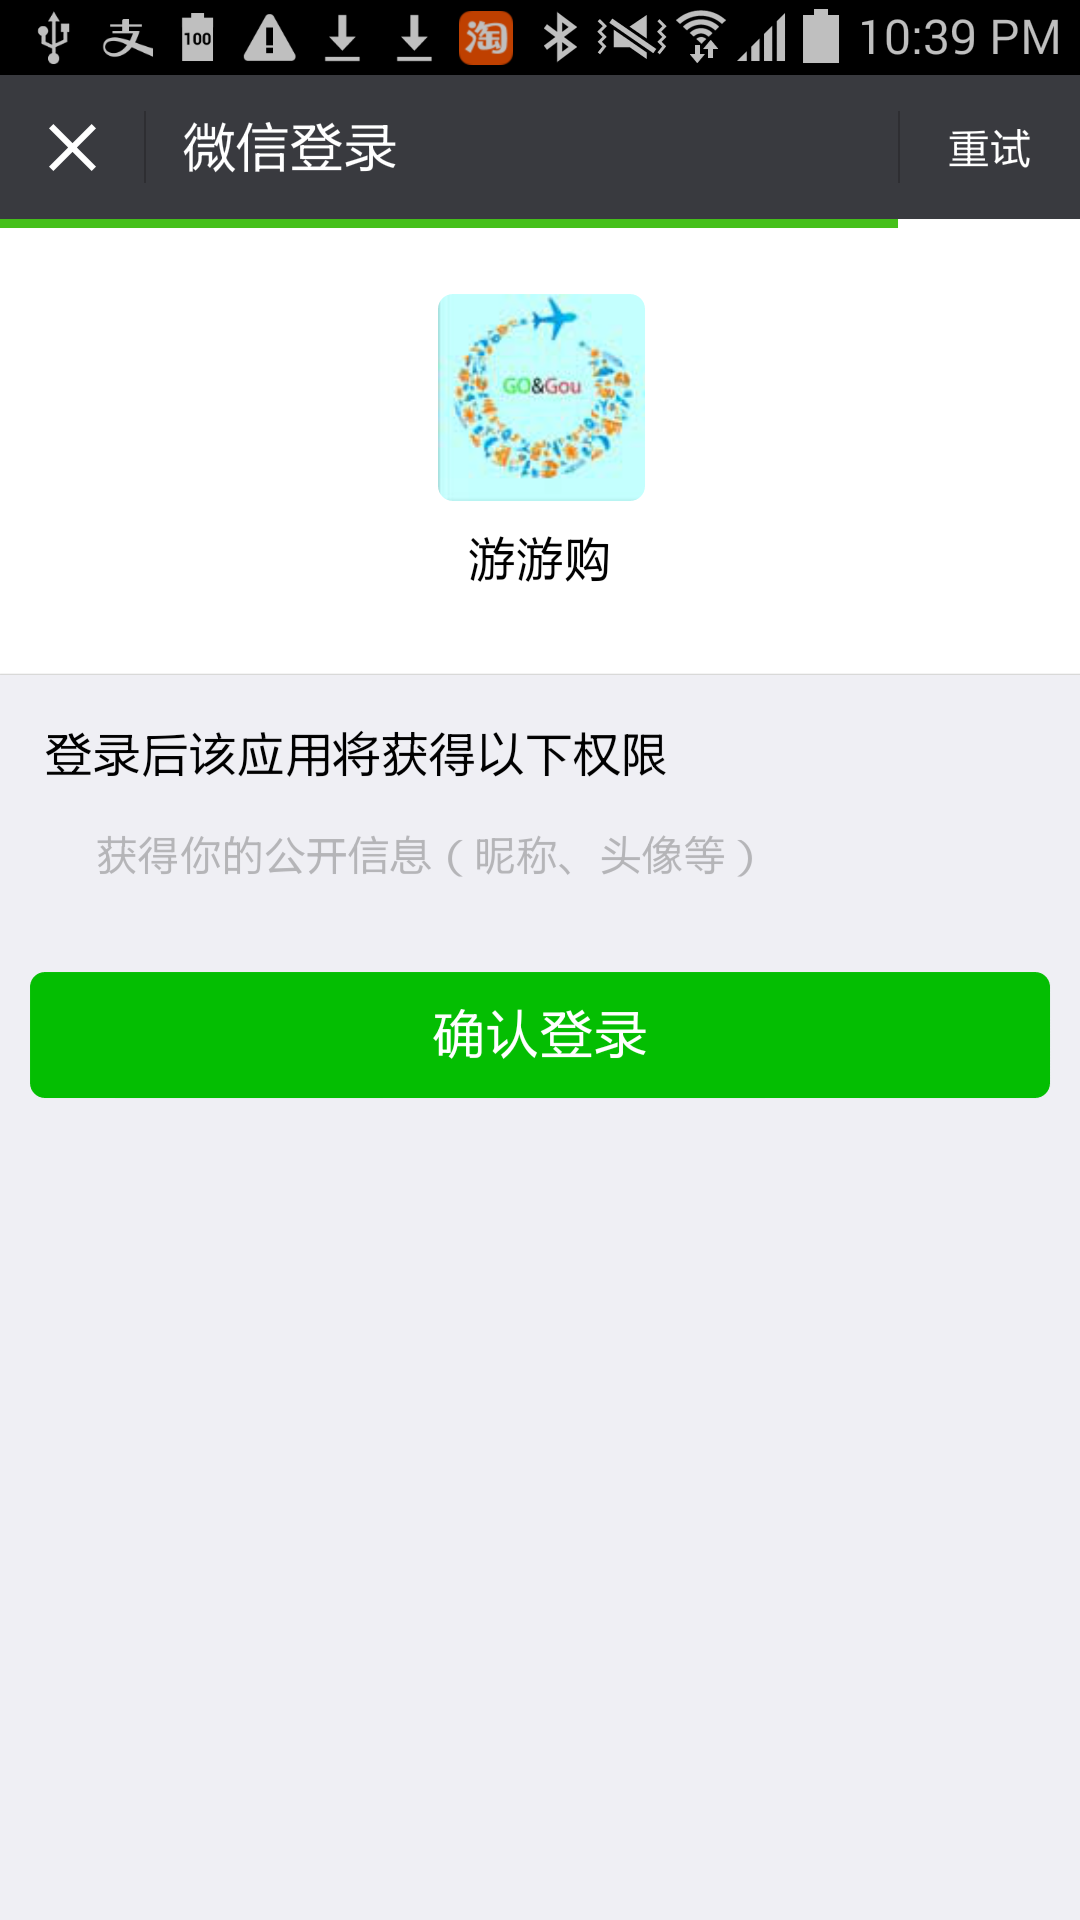 支 100 淘 10:39 PM
微信登录 重试
GO&Gou
游游购
登录后该应用将获得以下权限
获得你的公开信息（昵称、头像等）
确认登录